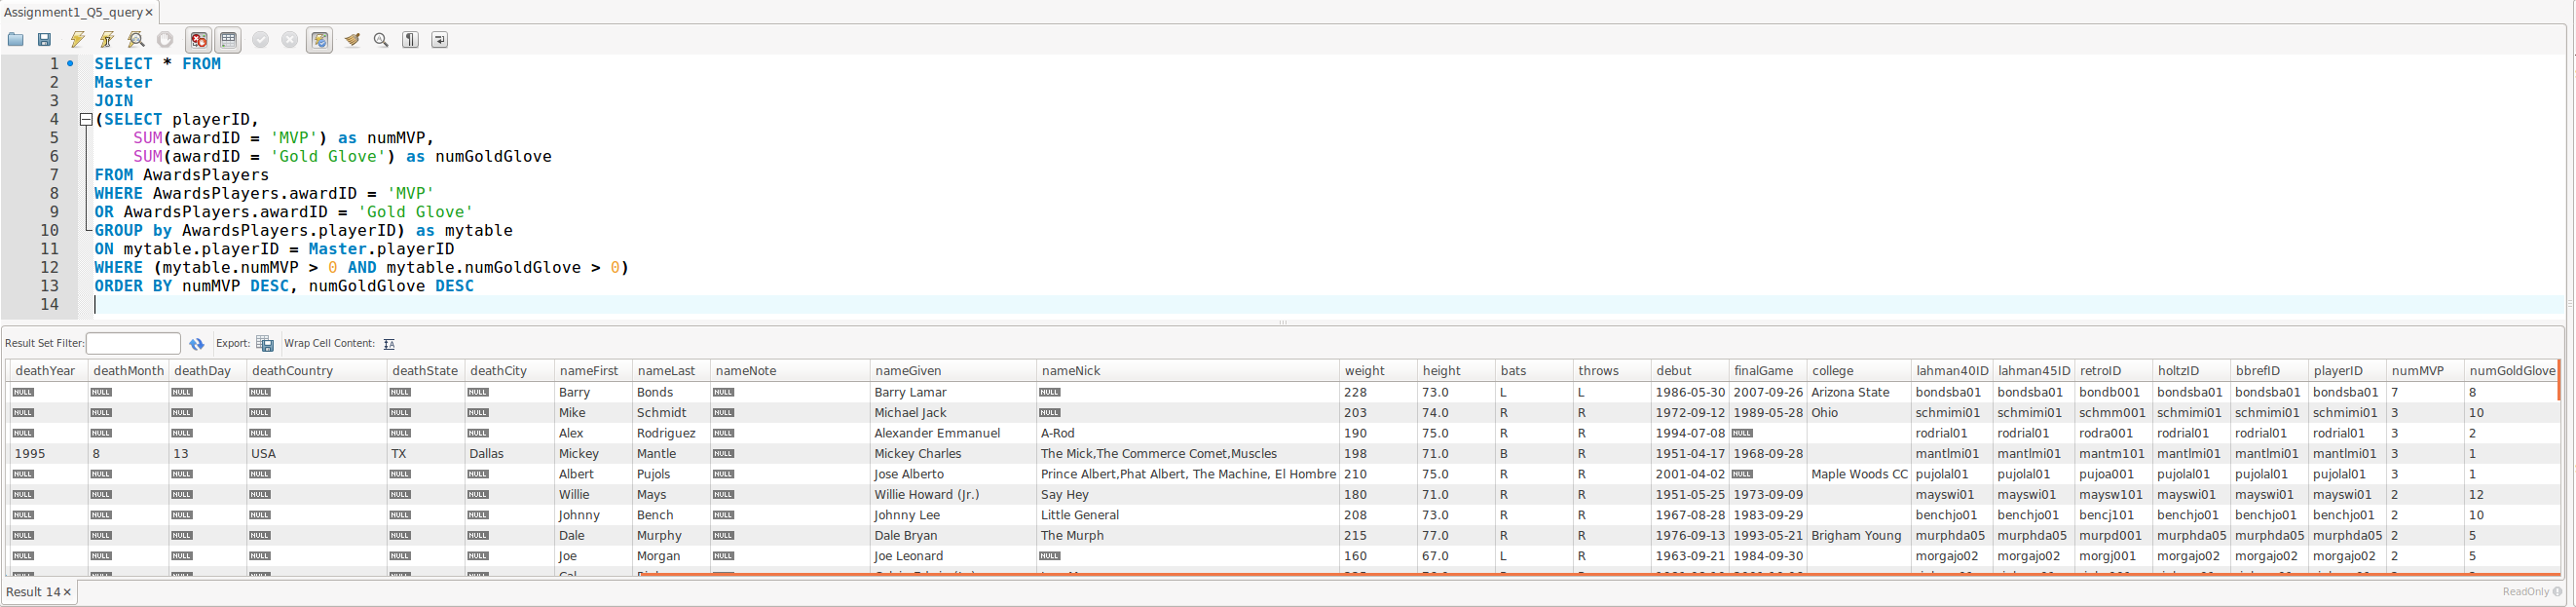 Assignment1_Q5_query
1 SELECT * FROM
2 Master
3 JOIN
4 (SELECT playerID,
5 SUM(awardID = 'MVP') as numMVP,
6 SUM(awardID = 'Gold Glove') as numGoldGlove
7 FROM AwardsPlayers
8 WHERE AwardsPlayers.awardID = 'MVP'
9 OR AwardsPlayers.awardID = 'Gold Glove'
10 GROUP by AwardsPlayers.playerID) as mytable
11 ON mytable.playerID = Master.playerID
12 WHERE (mytable.numMVP > 0 AND mytable.numGoldGlove > 0)
13 ORDER BY numMVP DESC, numGoldGlove DESC
14
Result Set Filter: Export: Wrap Cell Content:
deathYear deathMonth deathDay deathCountry deathState deathCity nameFirst nameLast nameNote nameGiven nameNick weight height bats throws debut finalGame college lahman40ID lahman45ID retroID holtzID bbrefID playerID numMVP numGoldGlove
NULL NULL NULL NULL NULL NULL Barry Bonds NULL Barry Lamar NULL 228 73.0 L L 1986-05-30 2007-09-26 Arizona State bondsba01 bondsba01 bondb001 bondsba01 bondsba01 bondsba01 7 8
NULL NULL NULL NULL NULL NULL Mike Schmidt NULL Michael Jack NULL 203 74.0 R R 1972-09-12 1989-05-28 Ohio schmimi01 schmimi01 schmm001 schmimi01 schmimi01 schmimi01 3 10
NULL NULL NULL NULL NULL NULL Alex Rodriguez NULL Alexander Emmanuel A-Rod 190 75.0 R R 1994-07-08 NULL rodrial01 rodrial01 rodra001 rodrial01 rodrial01 rodrial01 3 2
1995 8 13 USA TX Dallas Mickey Mantle NULL Mickey Charles The Mick,The Commerce Comet,Muscles 198 71.0 B R 1951-04-17 1968-09-28 mantlmi01 mantlmi01 mantm101 mantlmi01 mantlmi01 mantlmi01 3 1
NULL NULL NULL NULL NULL NULL Albert Pujols NULL Jose Alberto Prince Albert,Phat Albert, The Machine, El Hombre 210 75.0 R R 2001-04-02 NULL Maple Woods CC pujolal01 pujolal01 pujoa001 pujolal01 pujolal01 pujolal01 3 1
NULL NULL NULL NULL NULL NULL Willie Mays NULL Willie Howard (Jr.) Say Hey 180 71.0 R R 1951-05-25 1973-09-09 mayswi01 mayswi01 maysw101 mayswi01 mayswi01 mayswi01 2 12
NULL NULL NULL NULL NULL NULL Johnny Bench NULL Johnny Lee Little General 208 73.0 R R 1967-08-28 1983-09-29 benchjo01 benchjo01 bencj101 benchjo01 benchjo01 benchjo01 2 10
NULL NULL NULL NULL NULL NULL Dale Murphy NULL Dale Bryan The Murph 215 77.0 R R 1976-09-13 1993-05-21 Brigham Young murphda05 murphda05 murpd001 murphda05 murphda05 murphda05 2 5
NULL NULL NULL NULL NULL NULL Joe Morgan NULL Joe Leonard NULL 160 67.0 L R 1963-09-21 1984-09-30 morgajo02 morgajo02 morgj001 morgajo02 morgajo02 morgajo02 2 5
Result 14 ReadOnly